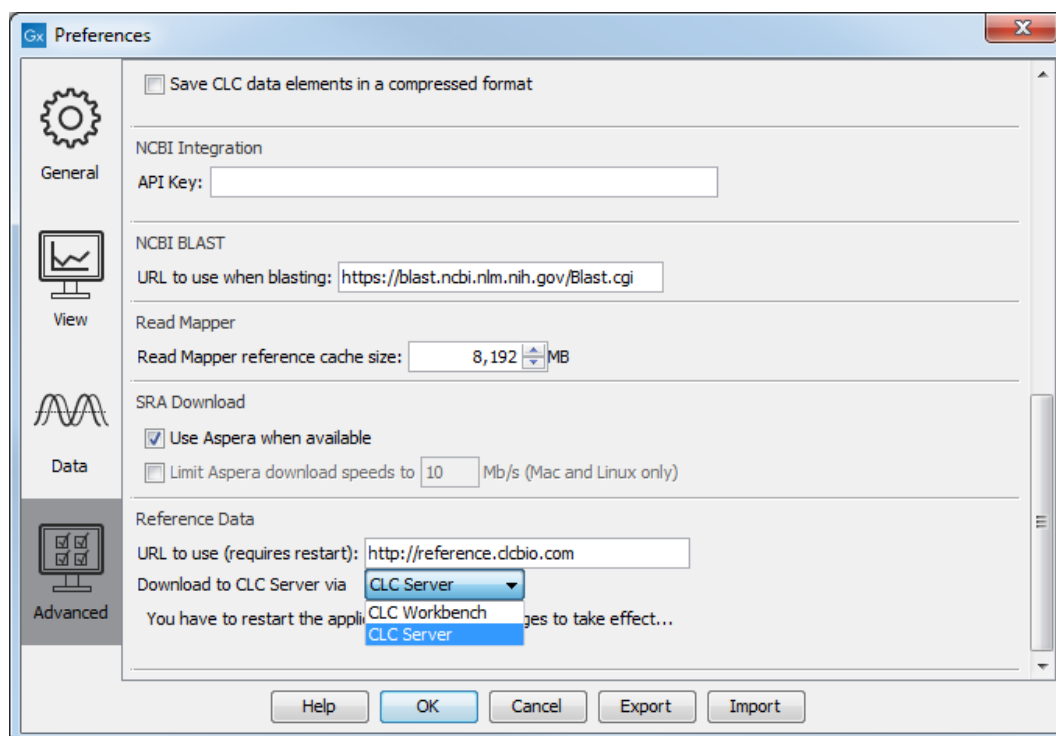 Gx Preferences
General
View
Data
Advanced
Save CLC data elements in a compressed format
NCBI Integration
API Key:
NCBI BLAST
URL to use when blasting: https://blast.ncbi.nlm.nih.gov/Blast.cgi
Read Mapper
Read Mapper reference cache size: 8,192 MB
SRA Download
Use Aspera when available
Limit Aspera download speeds to 10 Mb/s (Mac and Linux only)
Reference Data
URL to use (requires restart): http://reference.clcbio.com
Download to CLC Server via CLC Server
CLC Workbench
CLC Server
You have to restart the to take effect...
Help OK Cancel Export Import